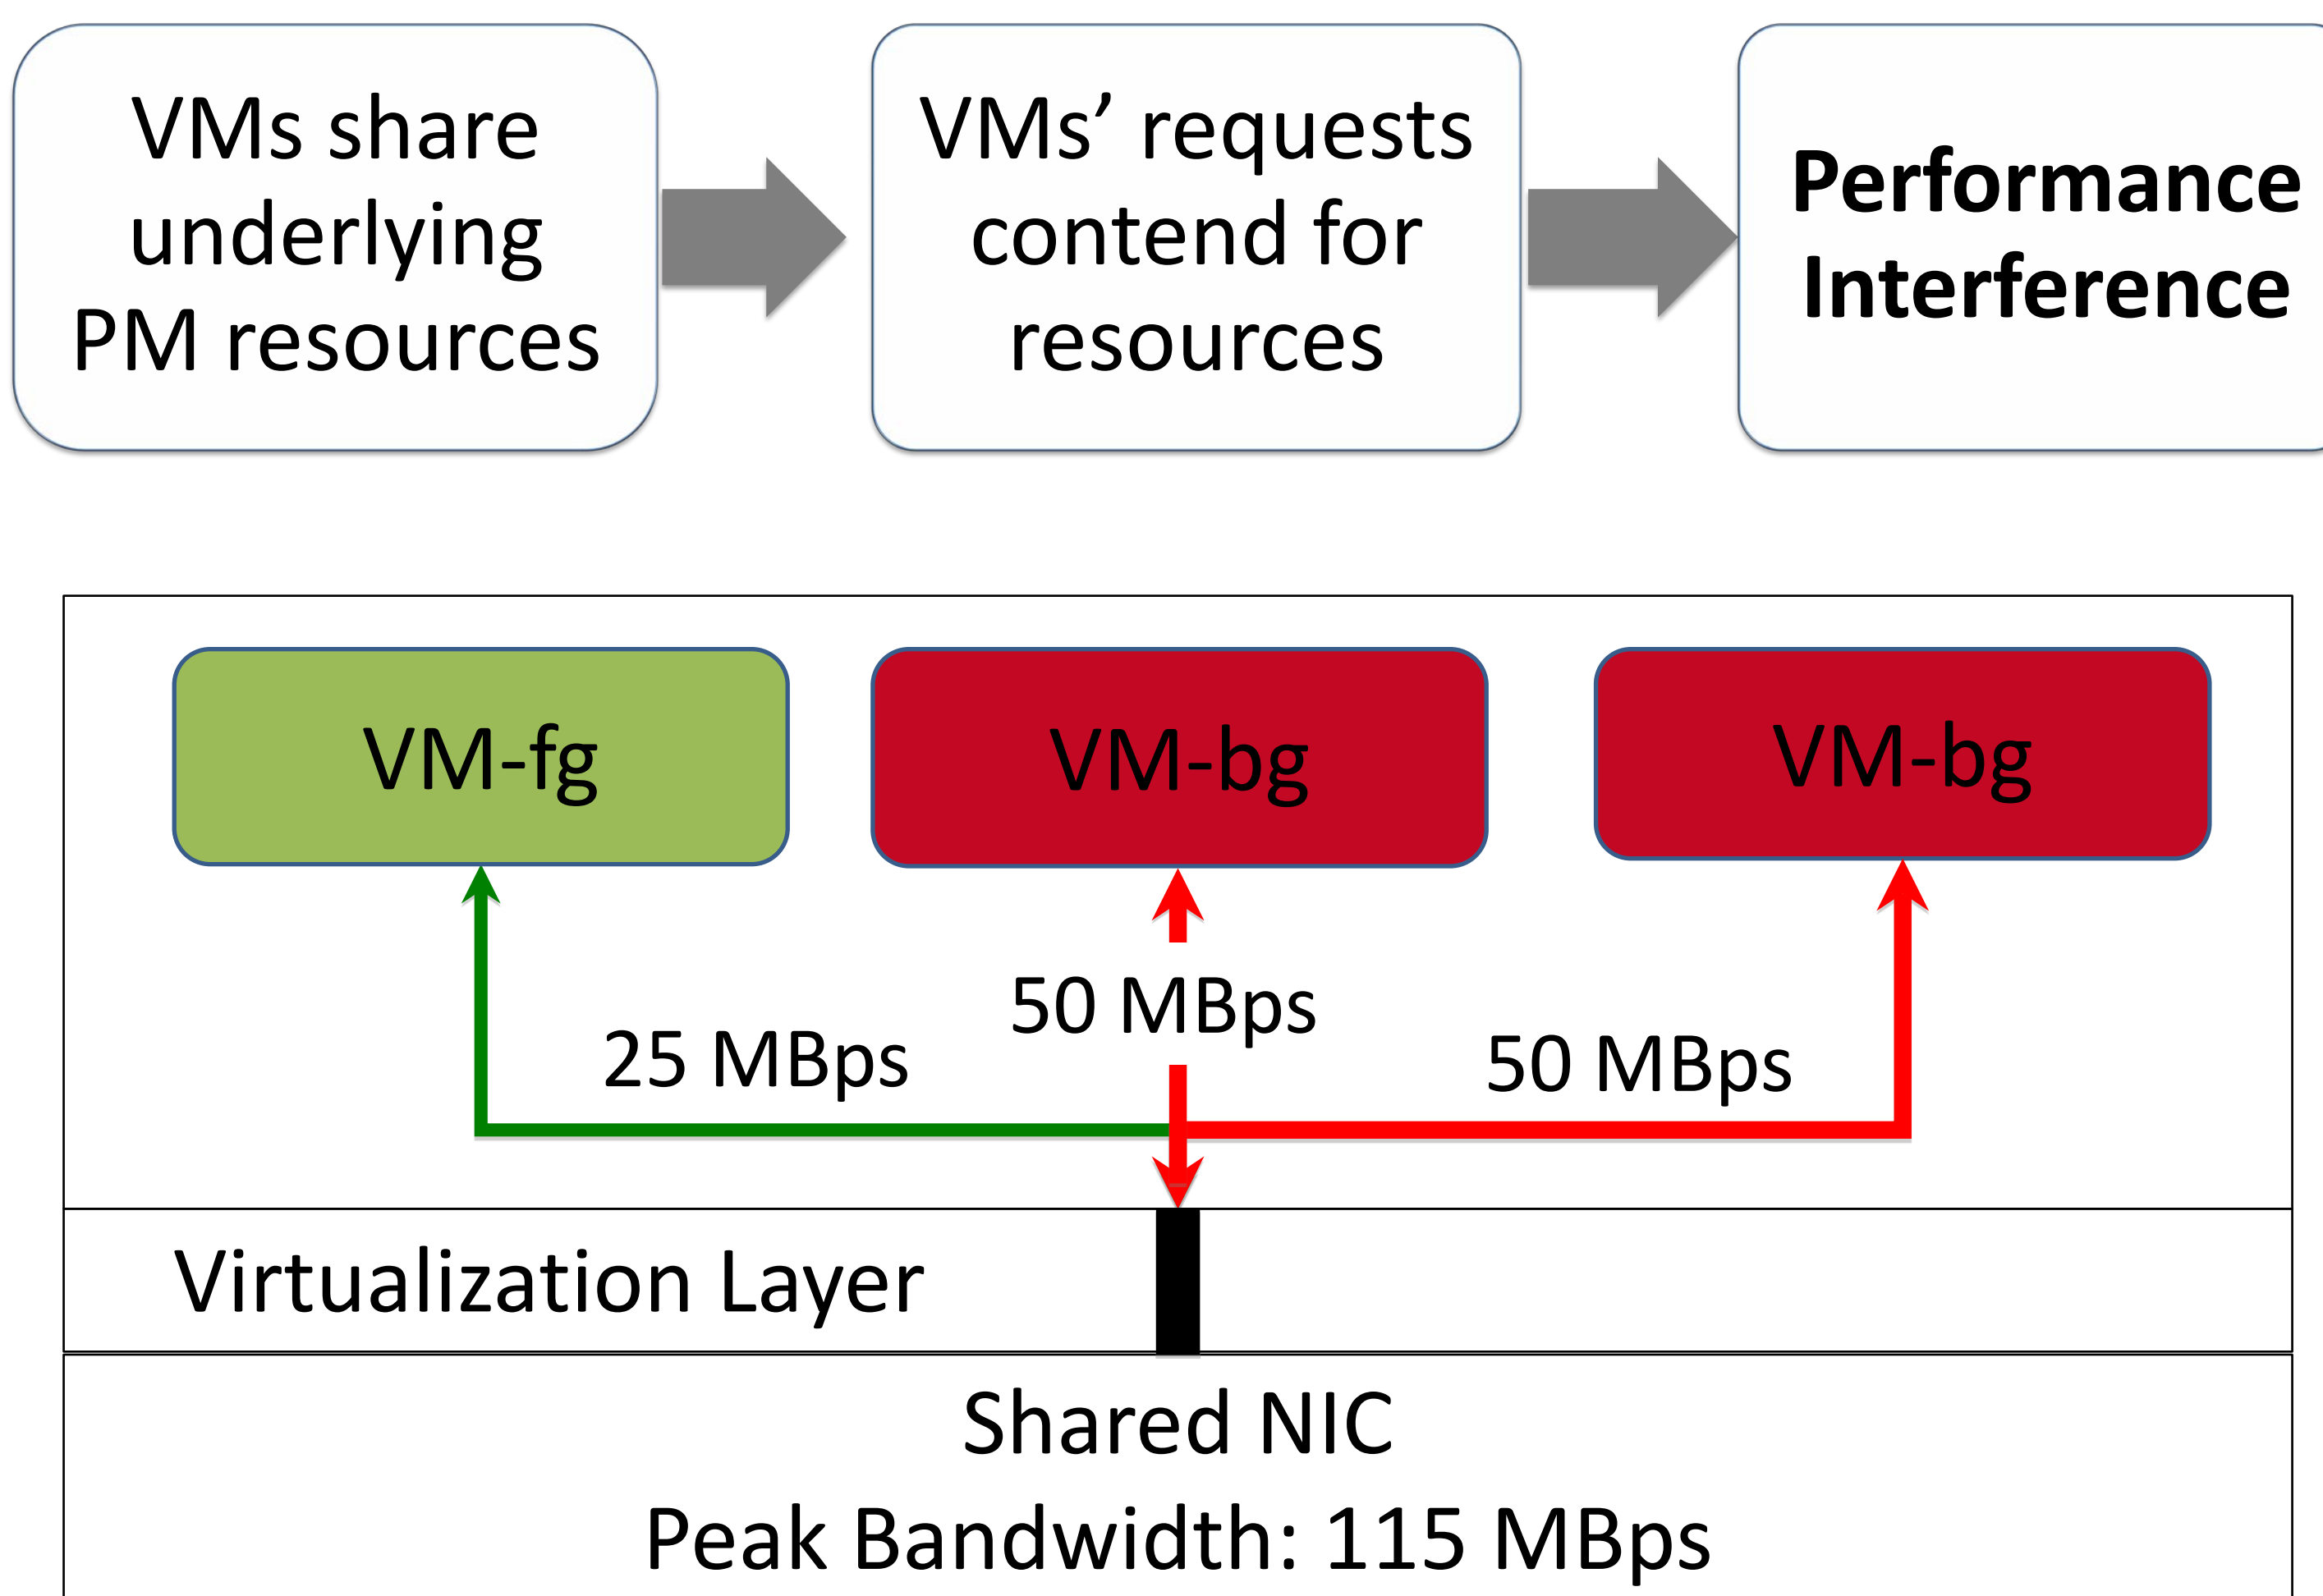 VMs share
underlying
PM resources
VMs’ requests
contend for
resources
Performance
Interference
VM-fg
VM-bg
VM-bg
25 MBps
50 MBps
50 MBps
Virtualization Layer
Shared NIC
Peak Bandwidth: 115 MBps